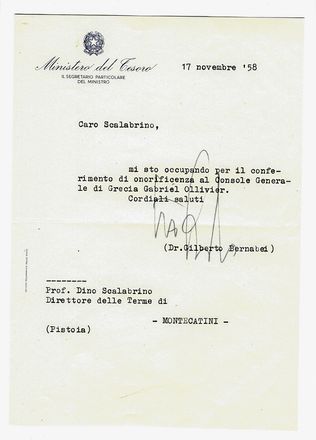 Ministero del Tesoro
IL SEGRETARIO PARTICOLARE
DEL MINISTRO
17 novembre '58
Caro Scalabrino,
mi sto occupando per il confe-
rimento di onorificenza al Console Genera-
le di Grecia Gabriel Ollivier.
Cordiali saluti
(Dr.Gilberto Bernabei)
--------
Prof. Dino Scalabrino
Direttore delle Terme di
- MONTECATINI -
(Pistoia)